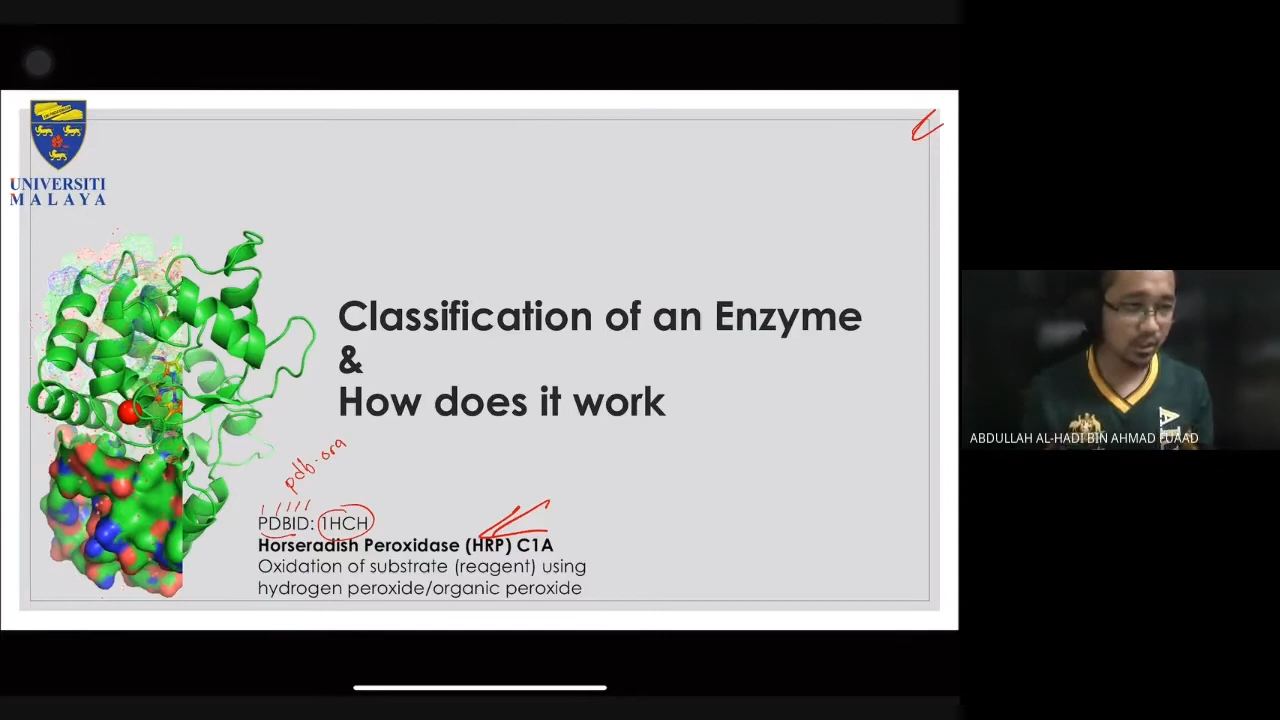 UNIVERSITI
MALAYA
Classification of an Enzyme
&
How does it work
pdb.org
PDBID: 1HCH
Horseradish Peroxidase (HRP) C1A
Oxidation of substrate (reagent) using
hydrogen peroxide/organic peroxide
ABDULLAH AL-HADI BIN AHMAD FUAAD